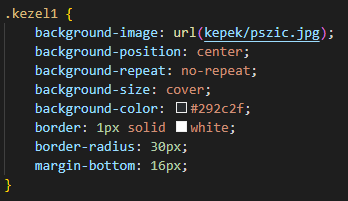 .kezel1 {
background-image: url(kepek/pszic.jpg);
background-position: center;
background-repeat: no-repeat;
background-size: cover;
background-color: #292c2f;
border: 1px solid white;
border-radius: 30px;
margin-bottom: 16px;
}